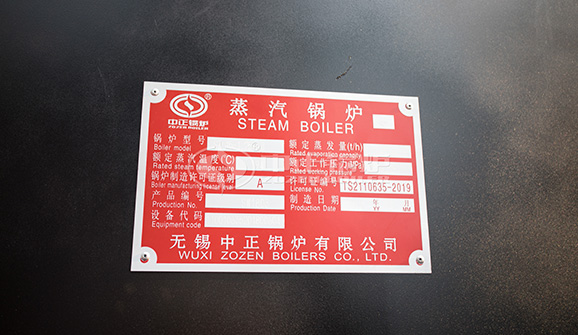 中正锅炉
ZOZEN BOILER
®
蒸汽锅炉
STEAM BOILER
锅炉型号
Boiler model
额定蒸汽温度(℃)
Rated steam temperature
锅炉制造许可证级别
Boiler manufacturing license level
A
产品编号
Production No.
设备代码
Equipment code
额定蒸发量(t/h)
Rated evaporation capacity
额定工作压力(MPa)
Rated working pressure
许可证编号
License No.
TS2110635-2019
制造日期
Production Date
年
YY
月
MM
无锡中正锅炉有限公司
WUXI ZOZEN BOILERS CO., LTD.